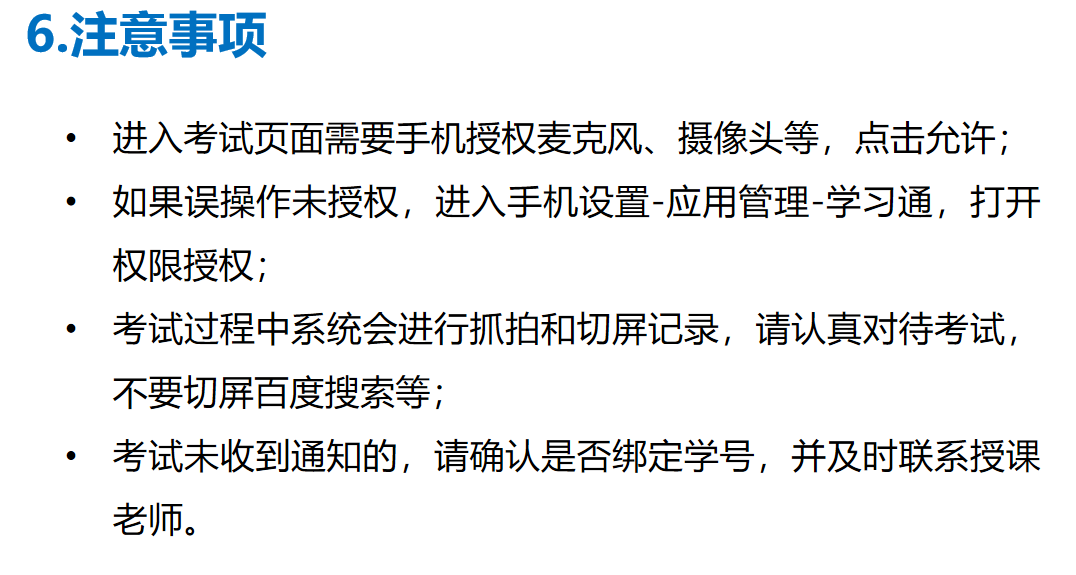 6.注意事项
• 进入考试页面需要手机授权麦克风、摄像头等，点击允许；
• 如果误操作未授权，进入手机设置-应用管理-学习通，打开
权限授权；
• 考试过程中系统会进行抓拍和切屏记录，请认真对待考试，
不要切屏百度搜索等；
• 考试未收到通知的，请确认是否绑定学号，并及时联系授课
老师。